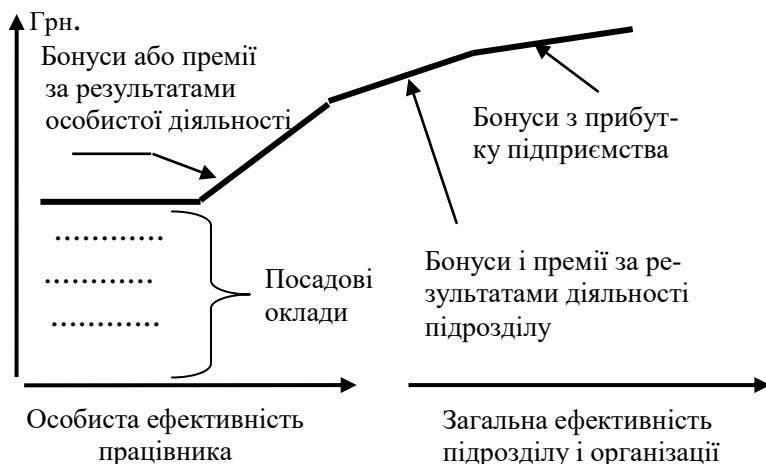 Грн.
Бонуси або премії
за результатами
особистої діяльності
Бонуси з прибут-
ку підприємства
Посадові
оклади
Бонуси і премії за ре-
зультатами діяльності
підрозділу
Особиста ефективність
працівника
Загальна ефективність
підрозділу і організації